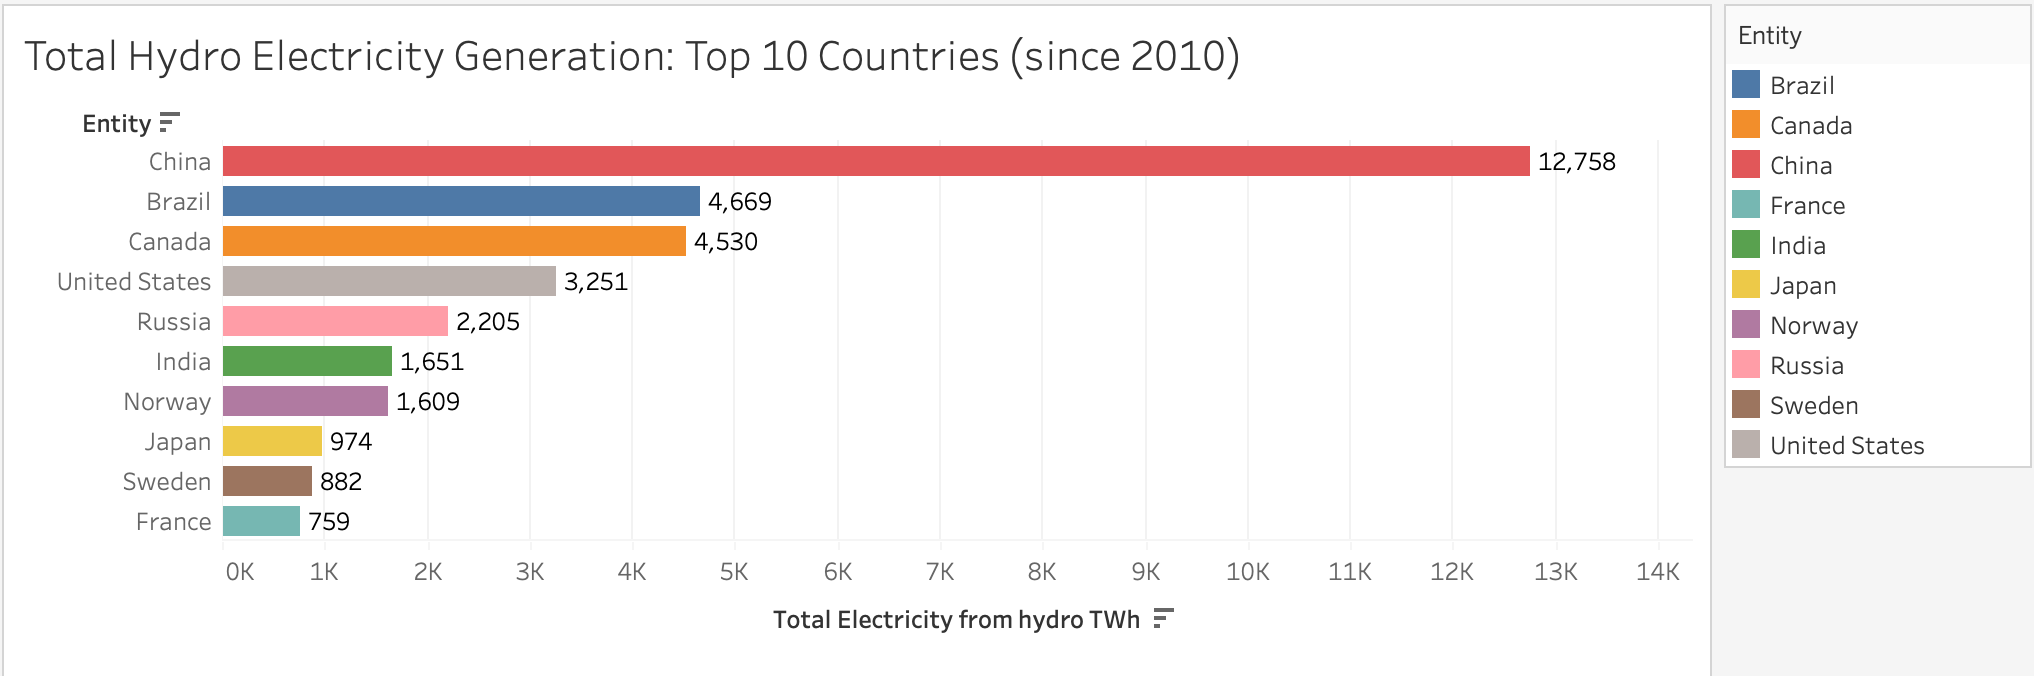 Total Hydro Electricity Generation: Top 10 Countries (since 2010)
Entity
China 12,758
Brazil 4,669
Canada 4,530
United States 3,251
Russia 2,205
India 1,651
Norway 1,609
Japan 974
Sweden 882
France 759
0K 1K 2K 3K 4K 5K 6K 7K 8K 9K 10K 11K 12K 13K 14K
Total Electricity from hydro TWh
Entity
Brazil
Canada
China
France
India
Japan
Norway
Russia
Sweden
United States